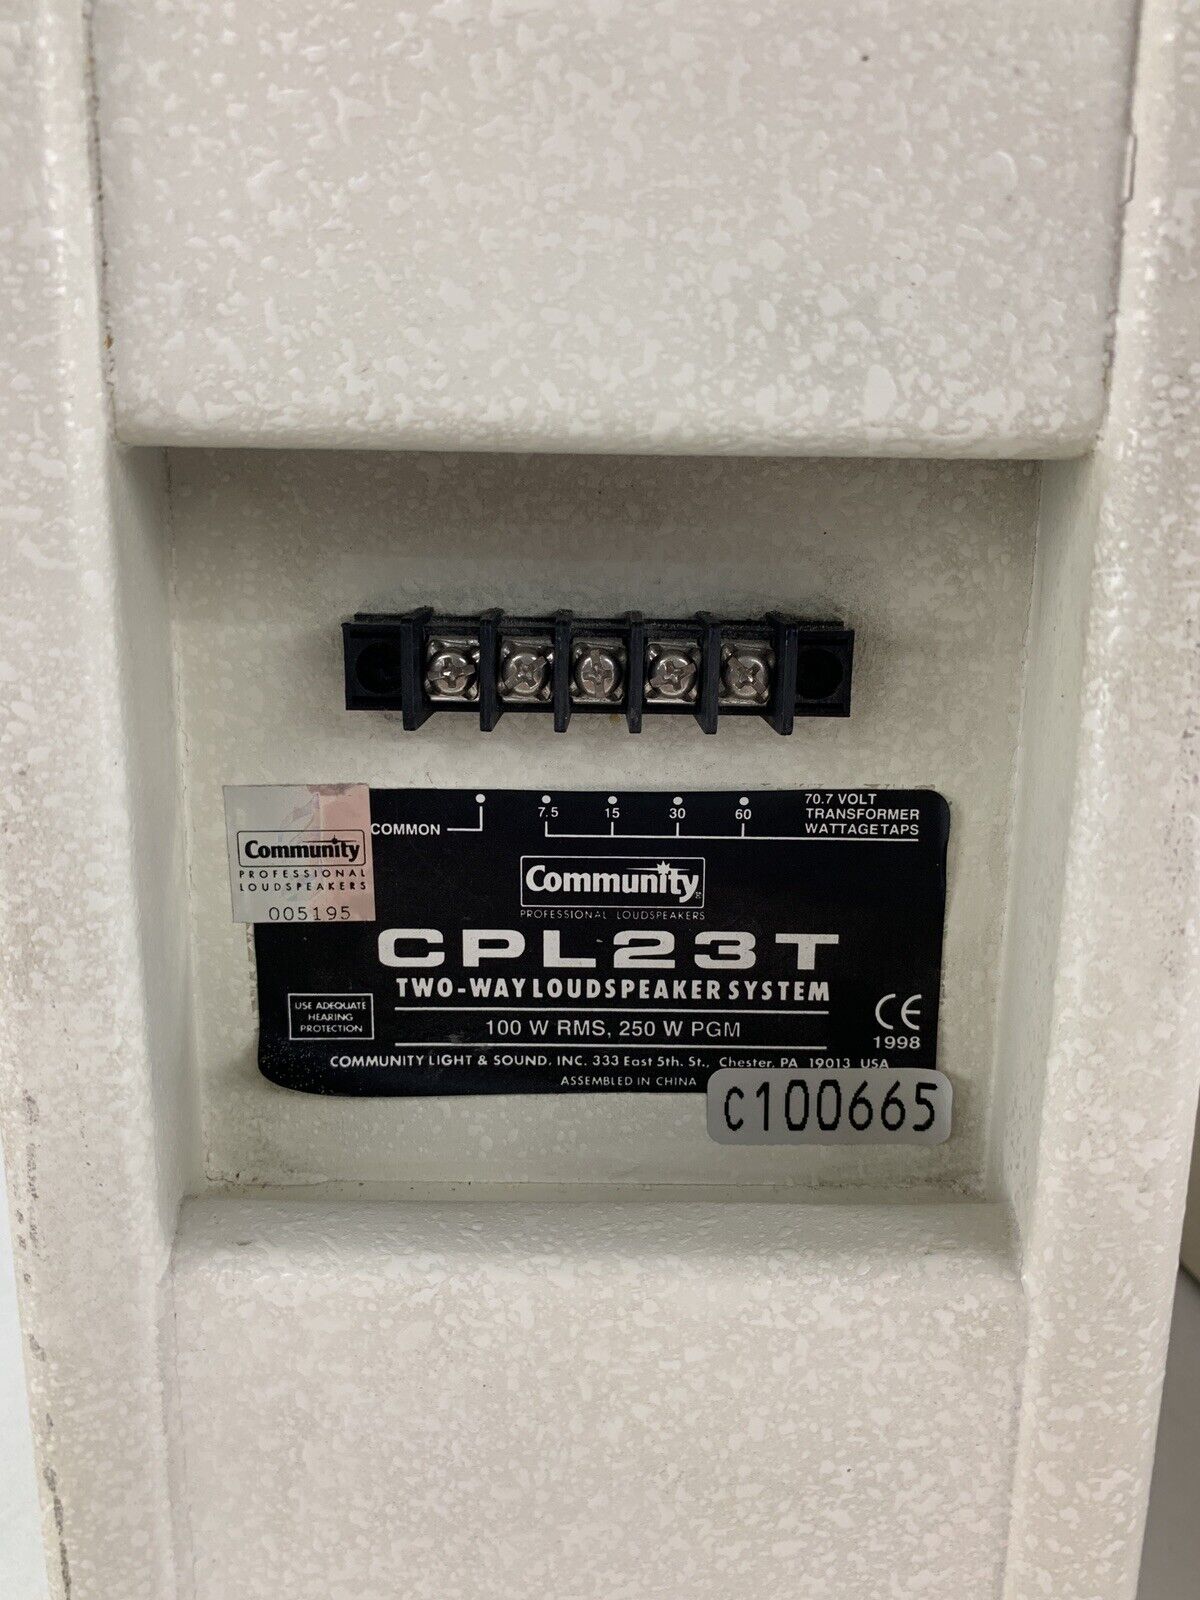 COMMON
7.5 15 30 60
70.7 VOLT
TRANSFORMER
WATTAGE TAPS
Community
PROFESSIONAL
LOUDSPEAKERS
005195
Community
PROFESSIONAL LOUDSPEAKERS
CPL23T
TWO-WAY LOUDSPEAKER SYSTEM
100 W RMS, 250 W PGM
USE ADEQUATE
HEARING
PROTECTION
CE
1998
COMMUNITY LIGHT & SOUND, INC. 333 East 5th. St., Chester, PA 19013 USA
ASSEMBLED IN CHINA
C100665